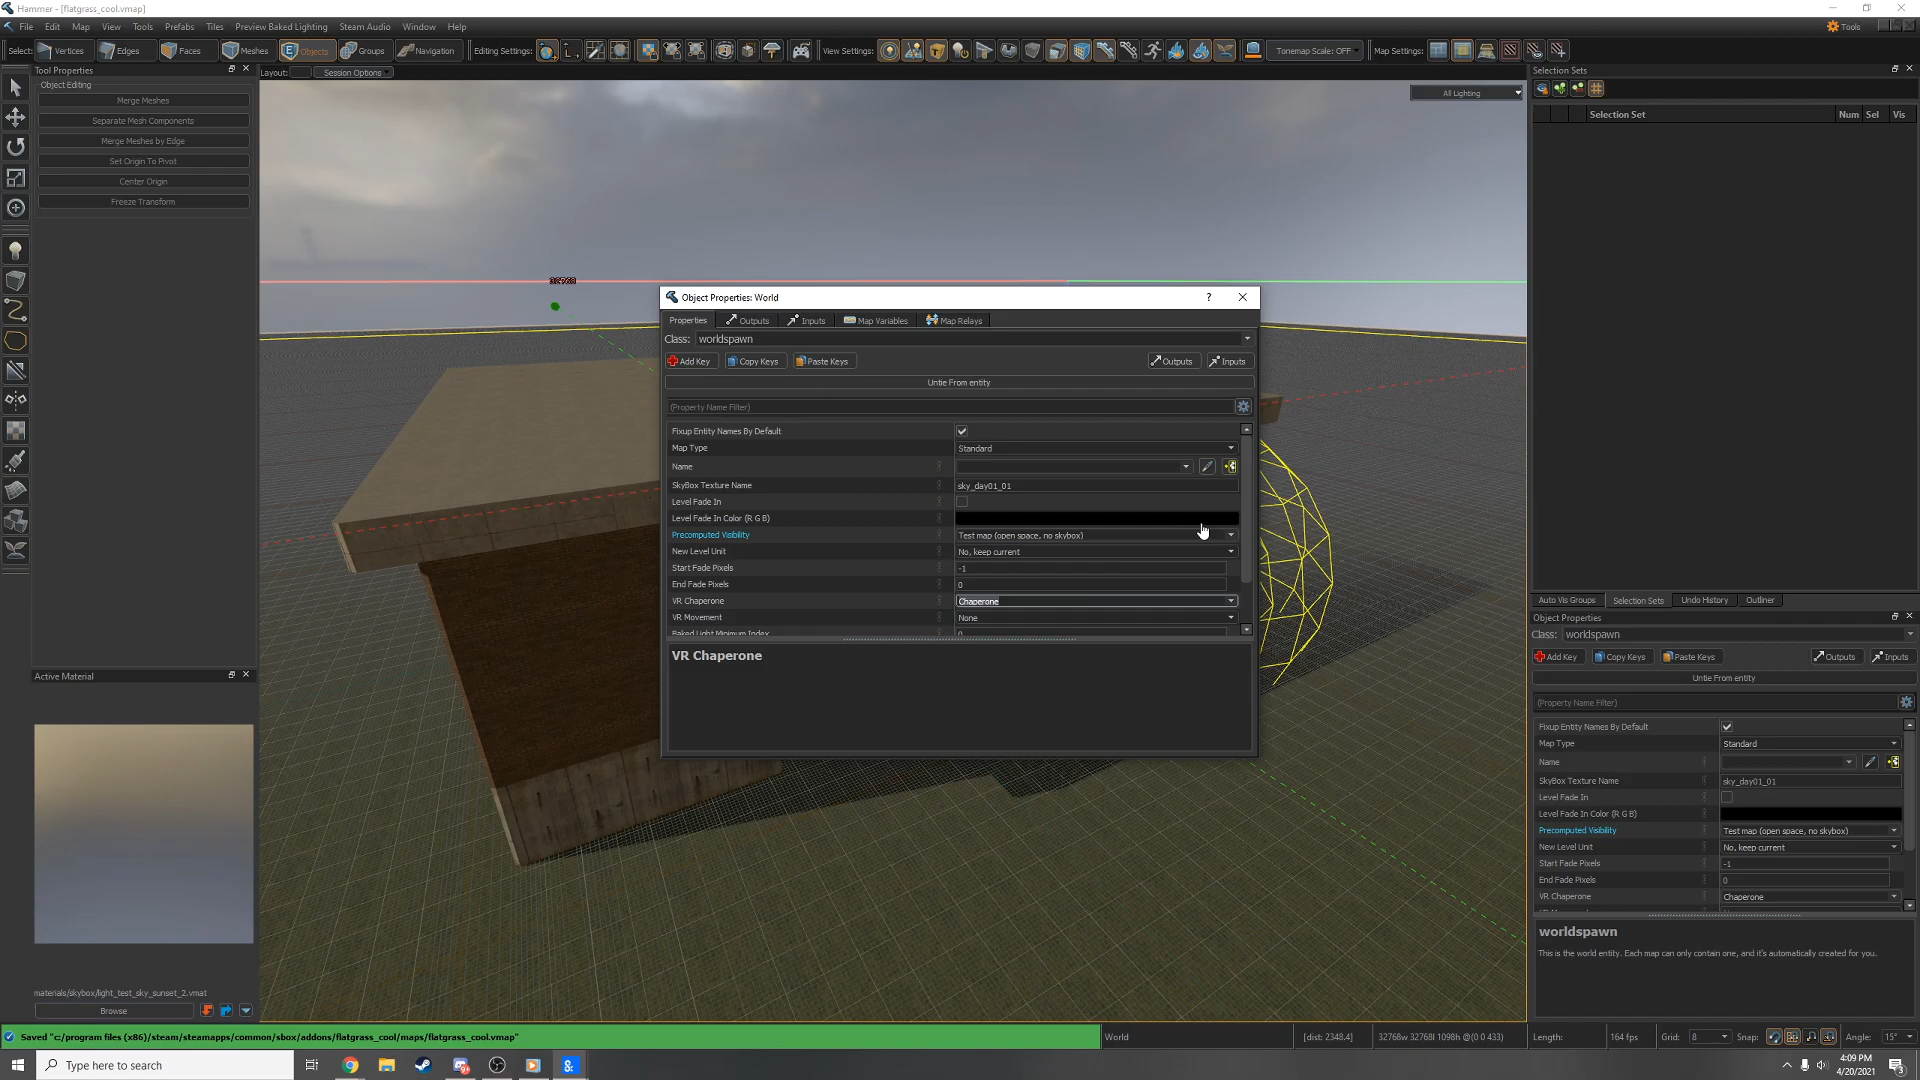 Hammer - [flatgrass_cool.vmap]
File Edit Map View Tools Prefabs Tiles Preview Baked Lighting Steam Audio Window Help
Tools
Select: Vertices Edges Faces Meshes Objects Groups Navigation Editing Settings: View Settings: Tonemap Scale: OFF Map Settings:
Tool Properties
Object Editing
Merge Meshes
Separate Mesh Components
Merge Meshes by Edge
Set Origin To Pivot
Center Origin
Freeze Transform
Layout: Session Options
All Lighting
32768
Object Properties: World
Properties Outputs Inputs Map Variables Map Relays
Class: worldspawn
Add Key Copy Keys Paste Keys Outputs Inputs
Untie From entity
(Property Name Filter)
Fixup Entity Names By Default
Map Type Standard
Name
SkyBox Texture Name sky_day01_01
Level Fade In
Level Fade In Color (R G B)
Precomputed Visibility Test map (open space, no skybox)
New Level Unit No, keep current
Start Fade Pixels -1
End Fade Pixels 0
VR Chaperone Chaperone
VR Movement None
Baked Light Minimum Index 0
VR Chaperone
Selection Sets
Selection Set Num Sel Vis
Auto Vis Groups Selection Sets Undo History Outliner
Object Properties
Class: worldspawn
Add Key Copy Keys Paste Keys Outputs Inputs
Untie From entity
(Property Name Filter)
Fixup Entity Names By Default
Map Type Standard
Name
SkyBox Texture Name sky_day01_01
Level Fade In
Level Fade In Color (R G B)
Precomputed Visibility Test map (open space, no skybox)
New Level Unit No, keep current
Start Fade Pixels -1
End Fade Pixels 0
VR Chaperone Chaperone
worldspawn
This is the world entity. Each map can only contain one, and it's automatically created for you.
Active Material
materials/skybox/light_test_sky_sunset_2.vmat
Browse
Saved "c:/program files (x86)/steam/steamapps/common/sbox/addons/flatgrass_cool/maps/flatgrass_cool.vmap"
World [dist: 2348.4] 32768w 32768l 1098h @(0 0 433) Length: 164 fps Grid: 8 Snap: Angle: 15°
Type here to search
4:09 PM
4/20/2021